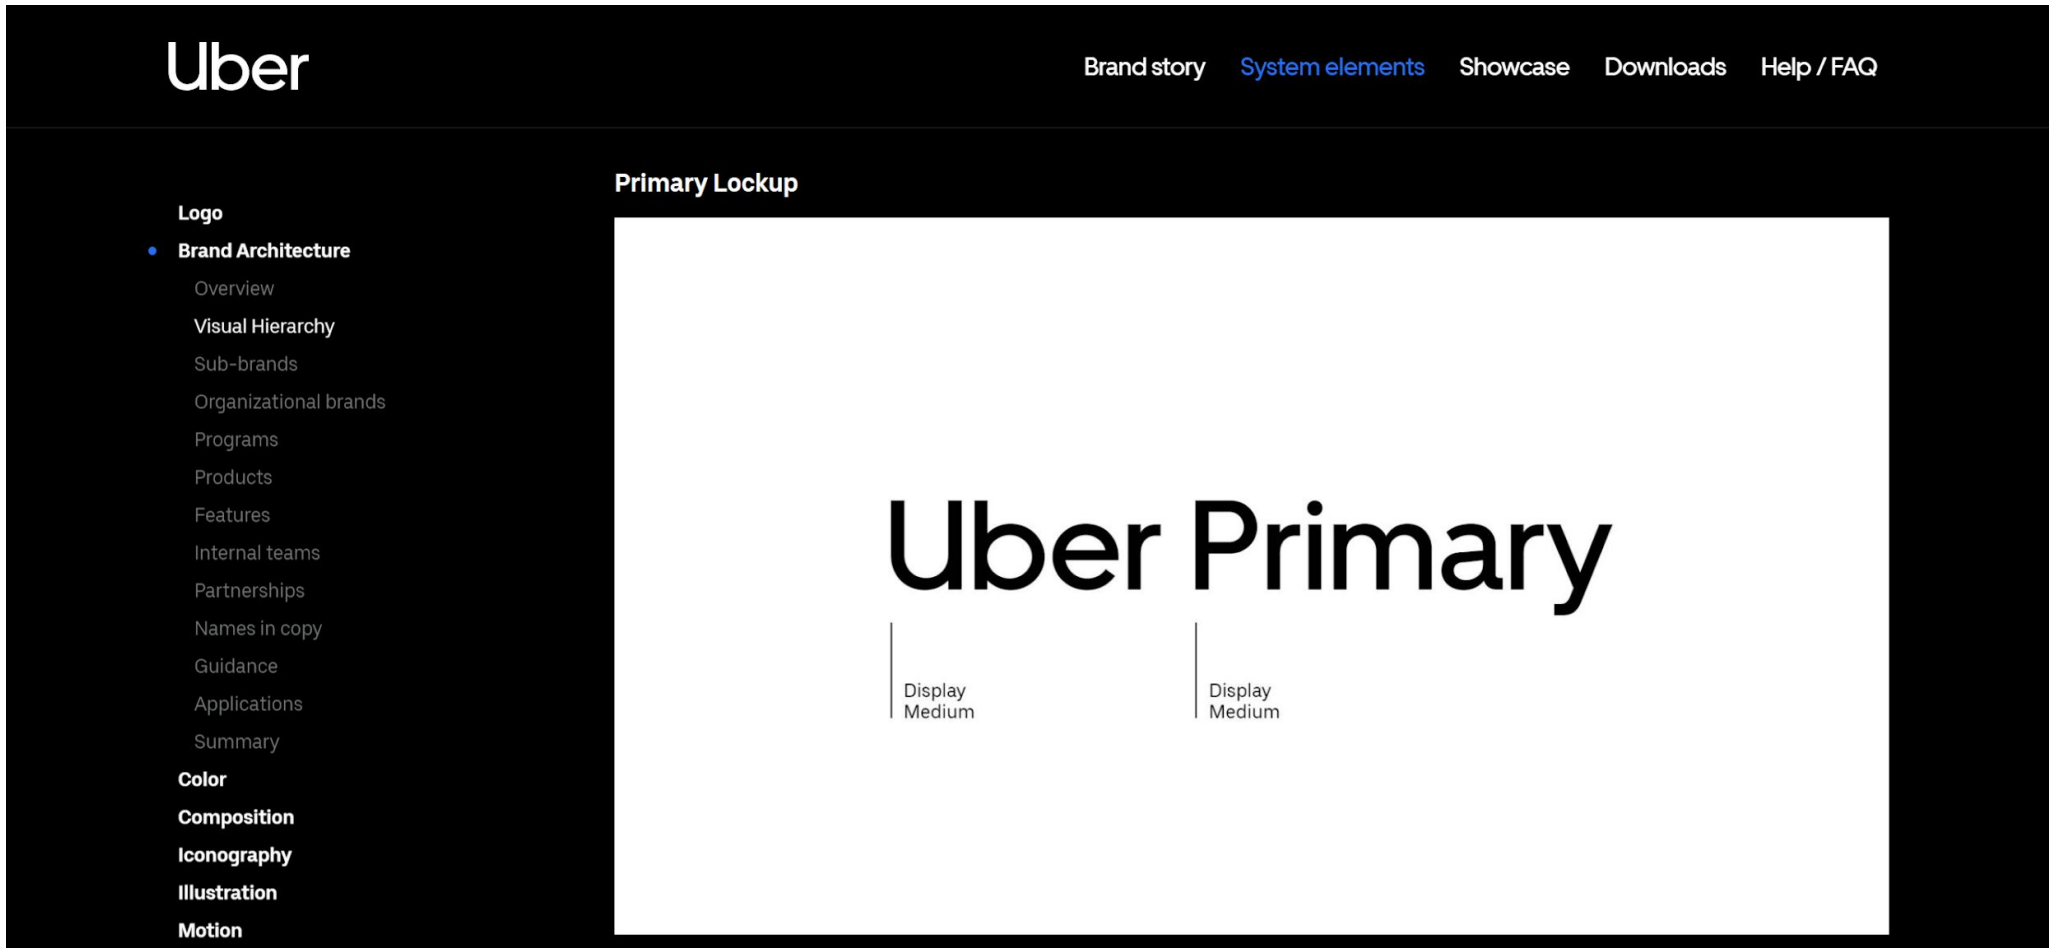 Uber
Brand story System elements Showcase Downloads Help / FAQ
Logo
Brand Architecture
Overview
Visual Hierarchy
Sub-brands
Organizational brands
Programs
Products
Features
Internal teams
Partnerships
Names in copy
Guidance
Applications
Summary
Color
Composition
Iconography
Illustration
Motion
Primary Lockup
Uber Primary
Display
Medium
Display
Medium